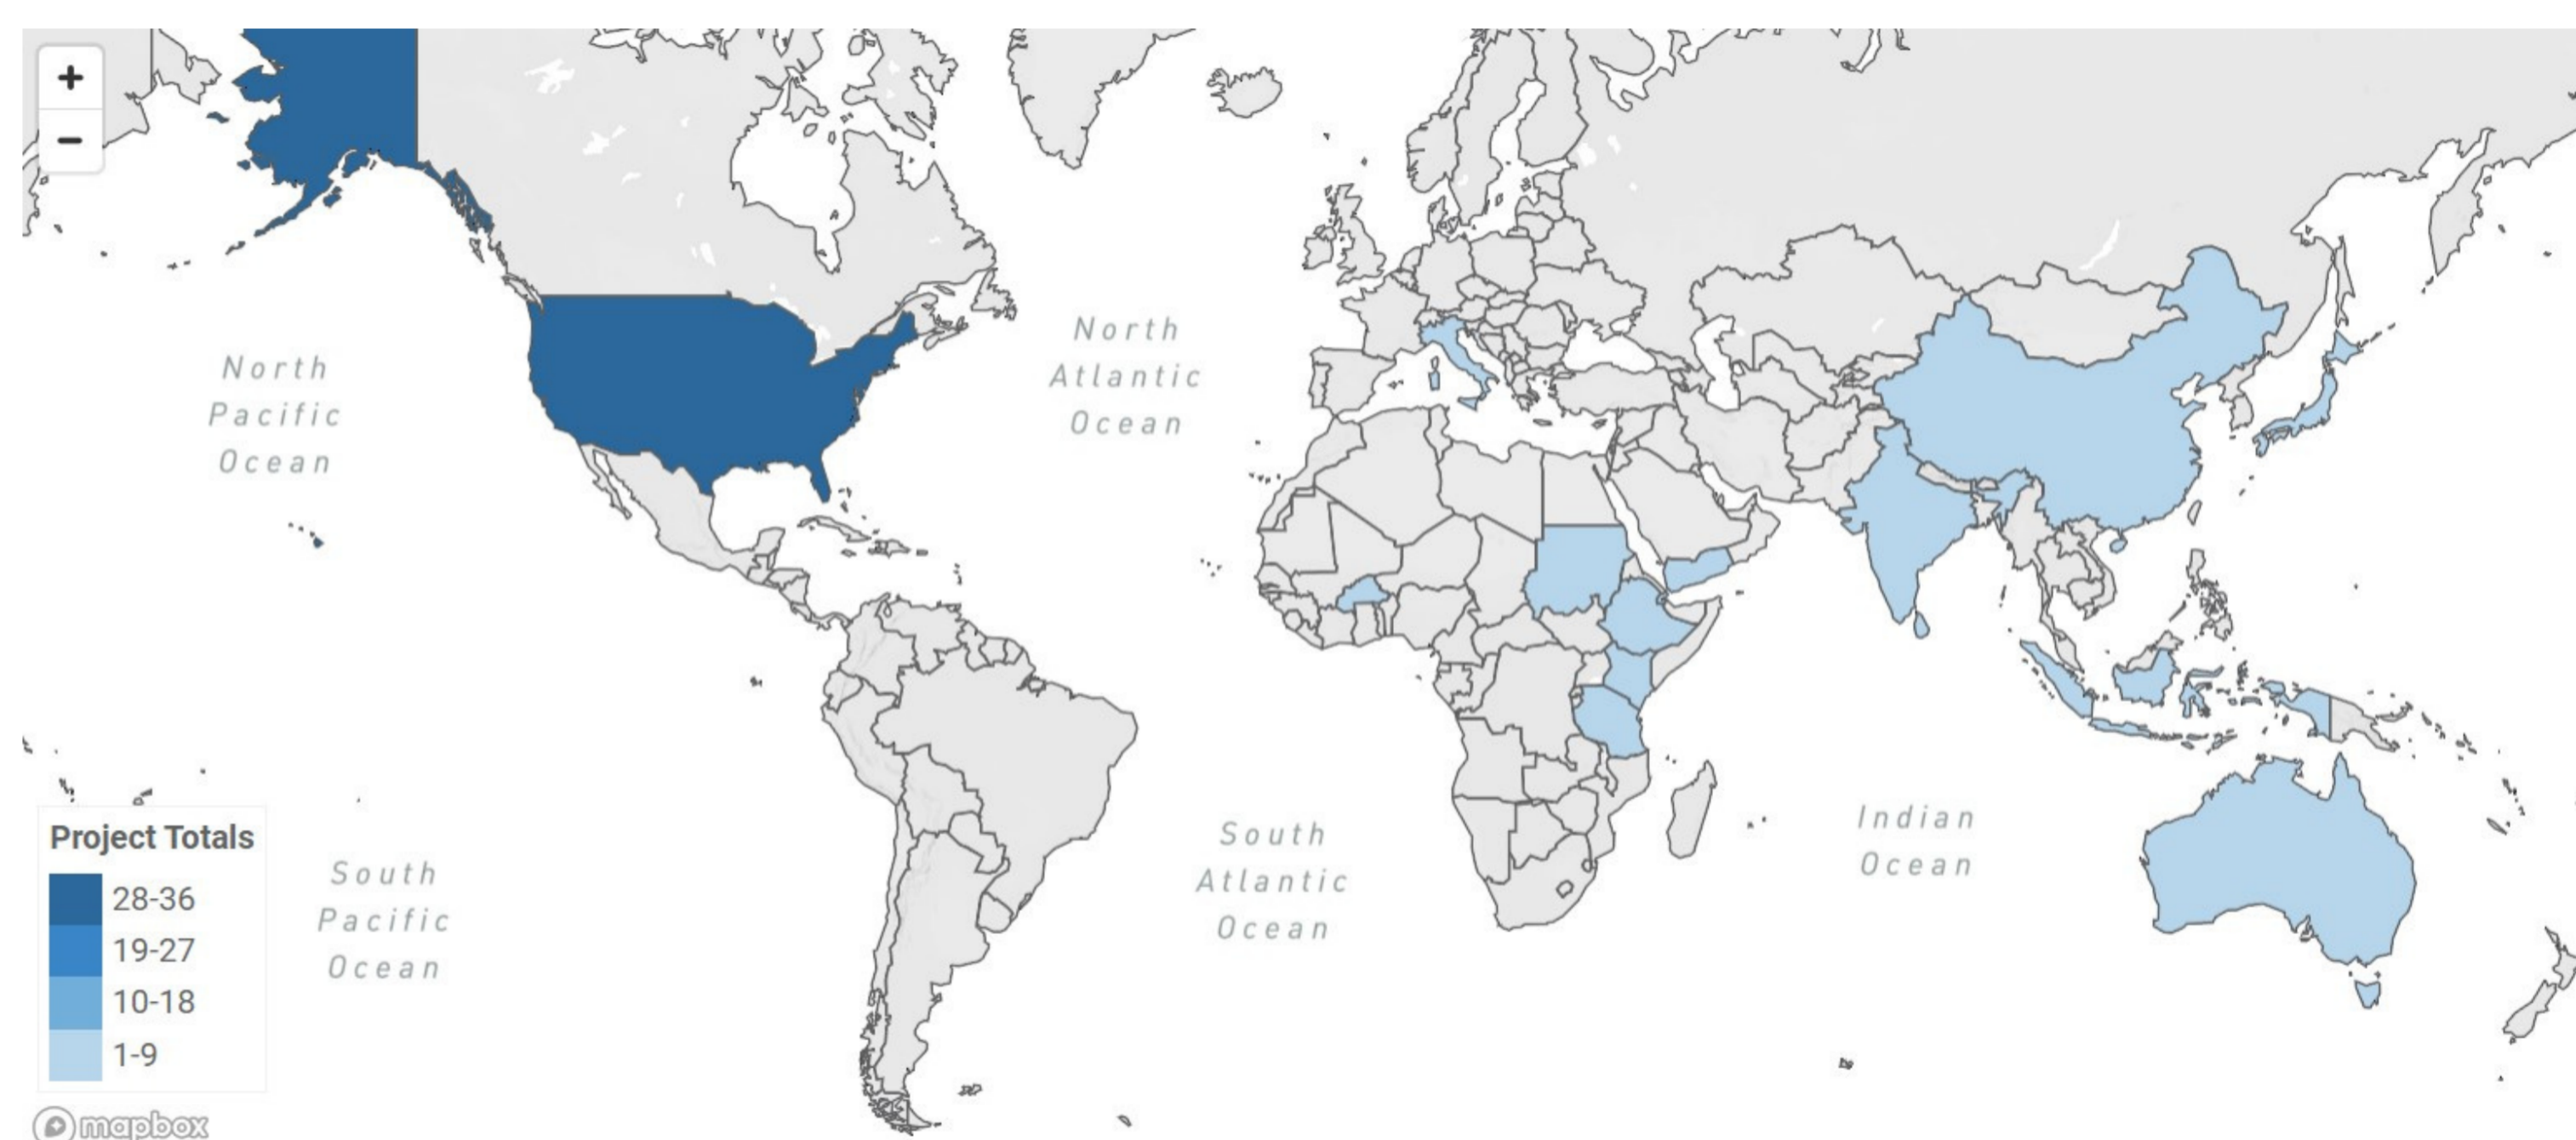 +
−
North
Pacific
Ocean
North
Atlantic
Ocean
South
Pacific
Ocean
South
Atlantic
Ocean
Indian
Ocean
Project Totals
28-36
19-27
10-18
1-9
mapbox